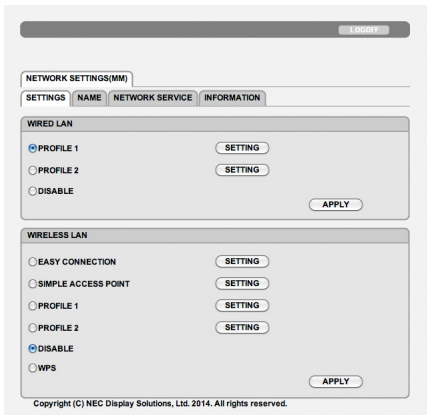 LOGOFF
NETWORK SETTINGS(MM)
SETTINGS NAME NETWORK SERVICE INFORMATION
WIRED LAN
PROFILE 1 SETTING
PROFILE 2 SETTING
DISABLE
APPLY
WIRELESS LAN
EASY CONNECTION SETTING
SIMPLE ACCESS POINT SETTING
PROFILE 1 SETTING
PROFILE 2 SETTING
DISABLE
WPS
APPLY
Copyright (C) NEC Display Solutions, Ltd. 2014. All rights reserved.